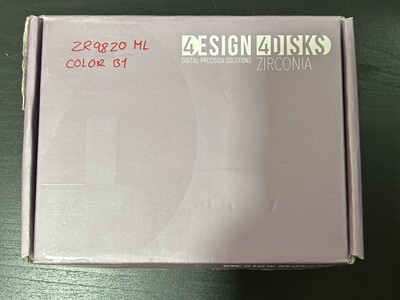 ZR9820 ML
COLOR B1
4ESIGN 4DISKS
DIGITAL PRECISION SOLUTIONS
ZIRCONIA